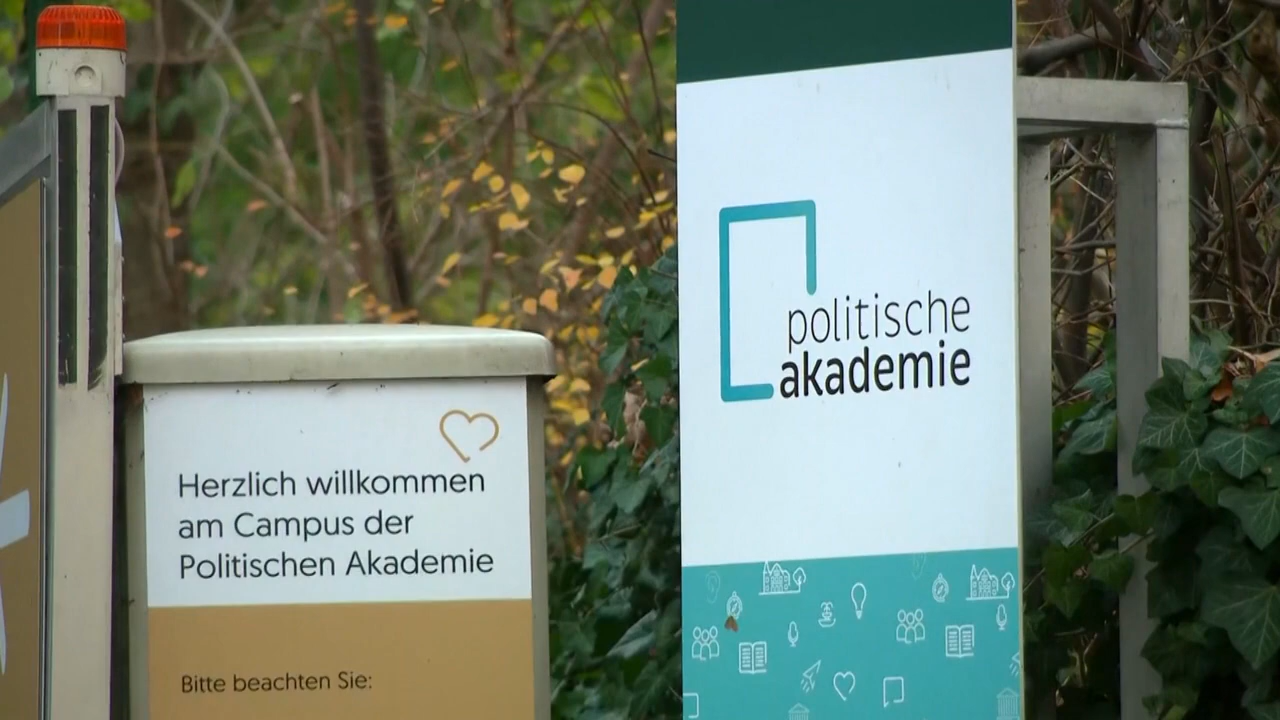 Herzlich willkommen
am Campus der
Politischen Akademie
Bitte beachten Sie:
politische
akademie